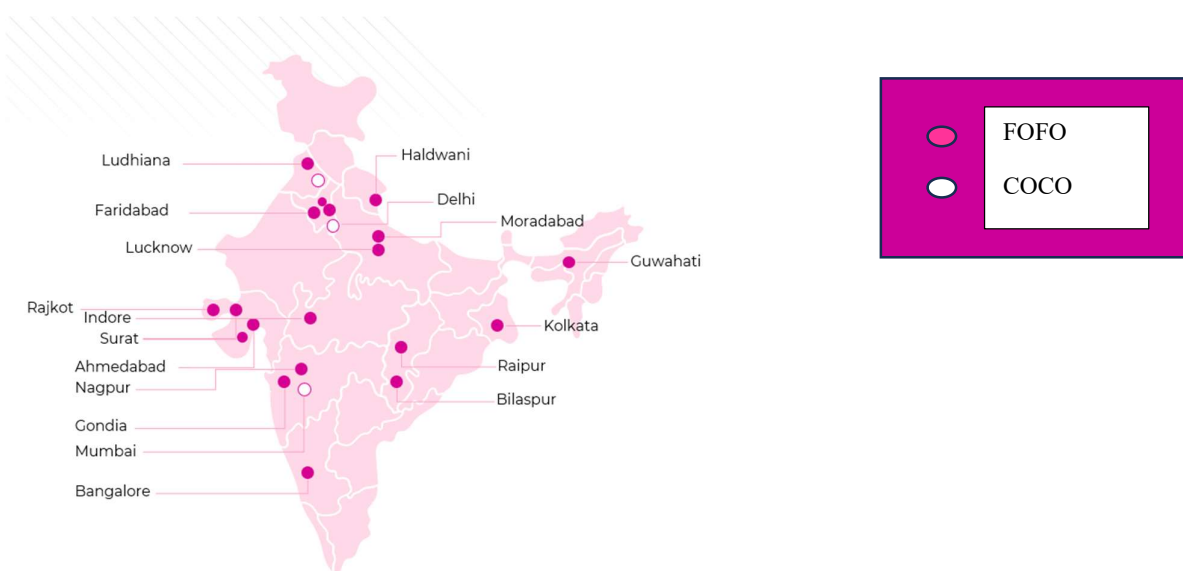 Ludhiana
Haldwani
Faridabad
Delhi
Moradabad
Lucknow
Guwahati
Rajkot
Indore
Kolkata
Surat
Ahmedabad
Raipur
Nagpur
Bilaspur
Gondia
Mumbai
Bangalore
FOFO
COCO